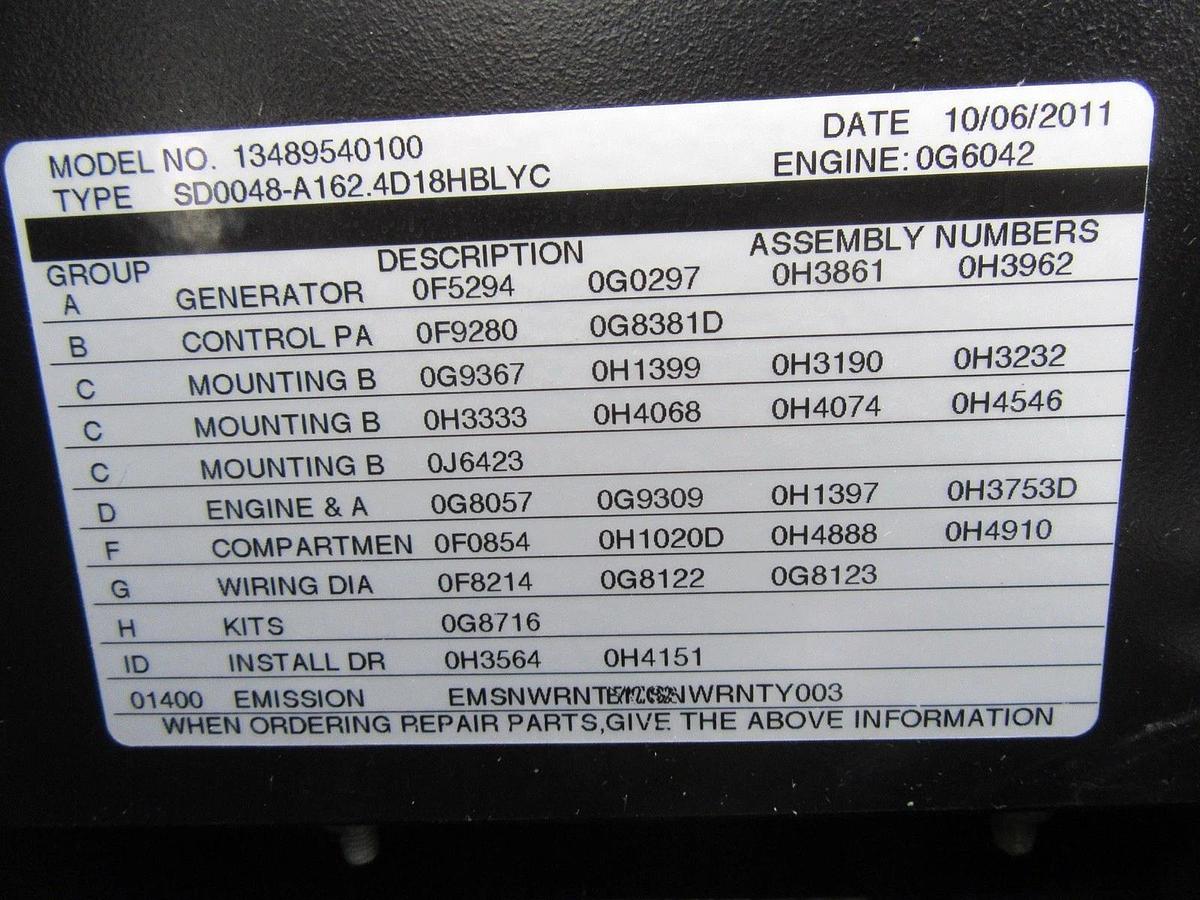 MODEL NO. 13489540100 DATE 10/06/2011
TYPE SD0048-A162.4D18HBLYC ENGINE: 0G6042
GROUP DESCRIPTION ASSEMBLY NUMBERS
A GENERATOR 0F5294 0G0297 0H3861 0H3962
B CONTROL PA 0F9280 0G8381D
C MOUNTING B 0G9367 0H1399 0H3190 0H3232
C MOUNTING B 0H3333 0H4068 0H4074 0H4546
C MOUNTING B 0J6423
D ENGINE & A 0G8057 0G9309 0H1397 0H3753D
F COMPARTMEN 0F0854 0H1020D 0H4888 0H4910
G WIRING DIA 0F8214 0G8122 0G8123
H KITS 0G8716
ID INSTALL DR 0H3564 0H4151
01400 EMISSION
WHEN ORDERING REPAIR PARTS,GIVE THE ABOVE INFORMATION